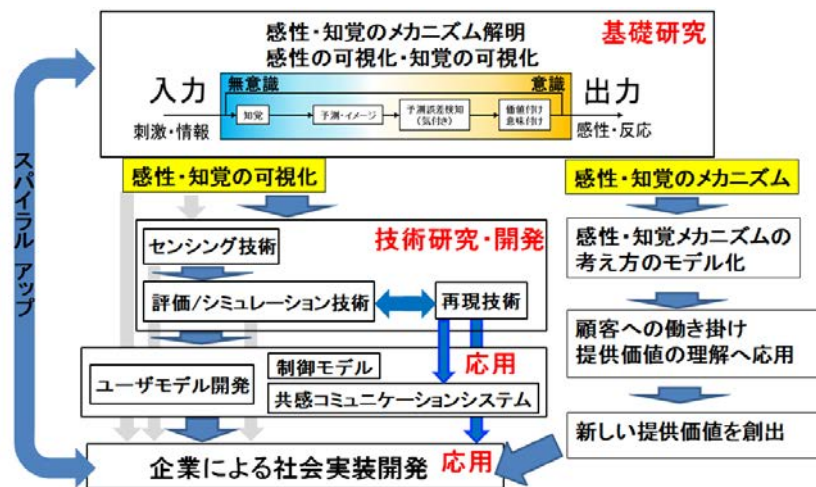 感性・知覚のメカニズム解明
基礎研究
感性の可視化・知覚の可視化
無意識
意識
入力
出力
知覚
予測・イメージ
予測誤差検知
(気付き)
価値付け
意味付け
刺激・情報
感性・反応
スパイラル アップ
感性・知覚の可視化
感性・知覚のメカニズム
技術研究・開発
センシング技術
評価/シミュレーション技術
再現技術
感性・知覚メカニズムの
考え方のモデル化
顧客への働き掛け
提供価値の理解へ応用
制御モデル
応用
ユーザモデル開発
共感コミュニケーションシステム
新しい提供価値を創出
企業による社会実装開発
応用